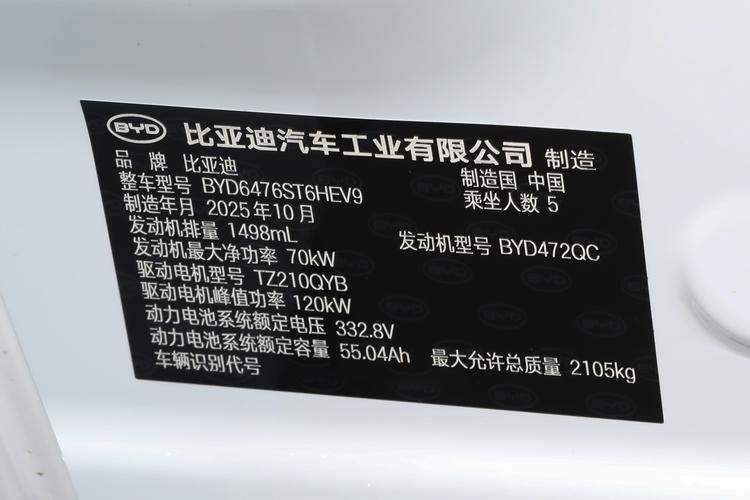 BYD 比亚迪汽车工业有限公司 制造
品 牌 比亚迪 制造国 中国
整车型号 BYD6476ST6HEV9 乘坐人数 5
制造年月 2025年10月
发动机排量 1498mL 发动机型号 BYD472QC
发动机最大净功率 70kW
驱动电机型号 TZ210QYB
驱动电机峰值功率 120kW
动力电池系统额定电压 332.8V
动力电池系统额定容量 55.04Ah 最大允许总质量 2105kg
车辆识别代号